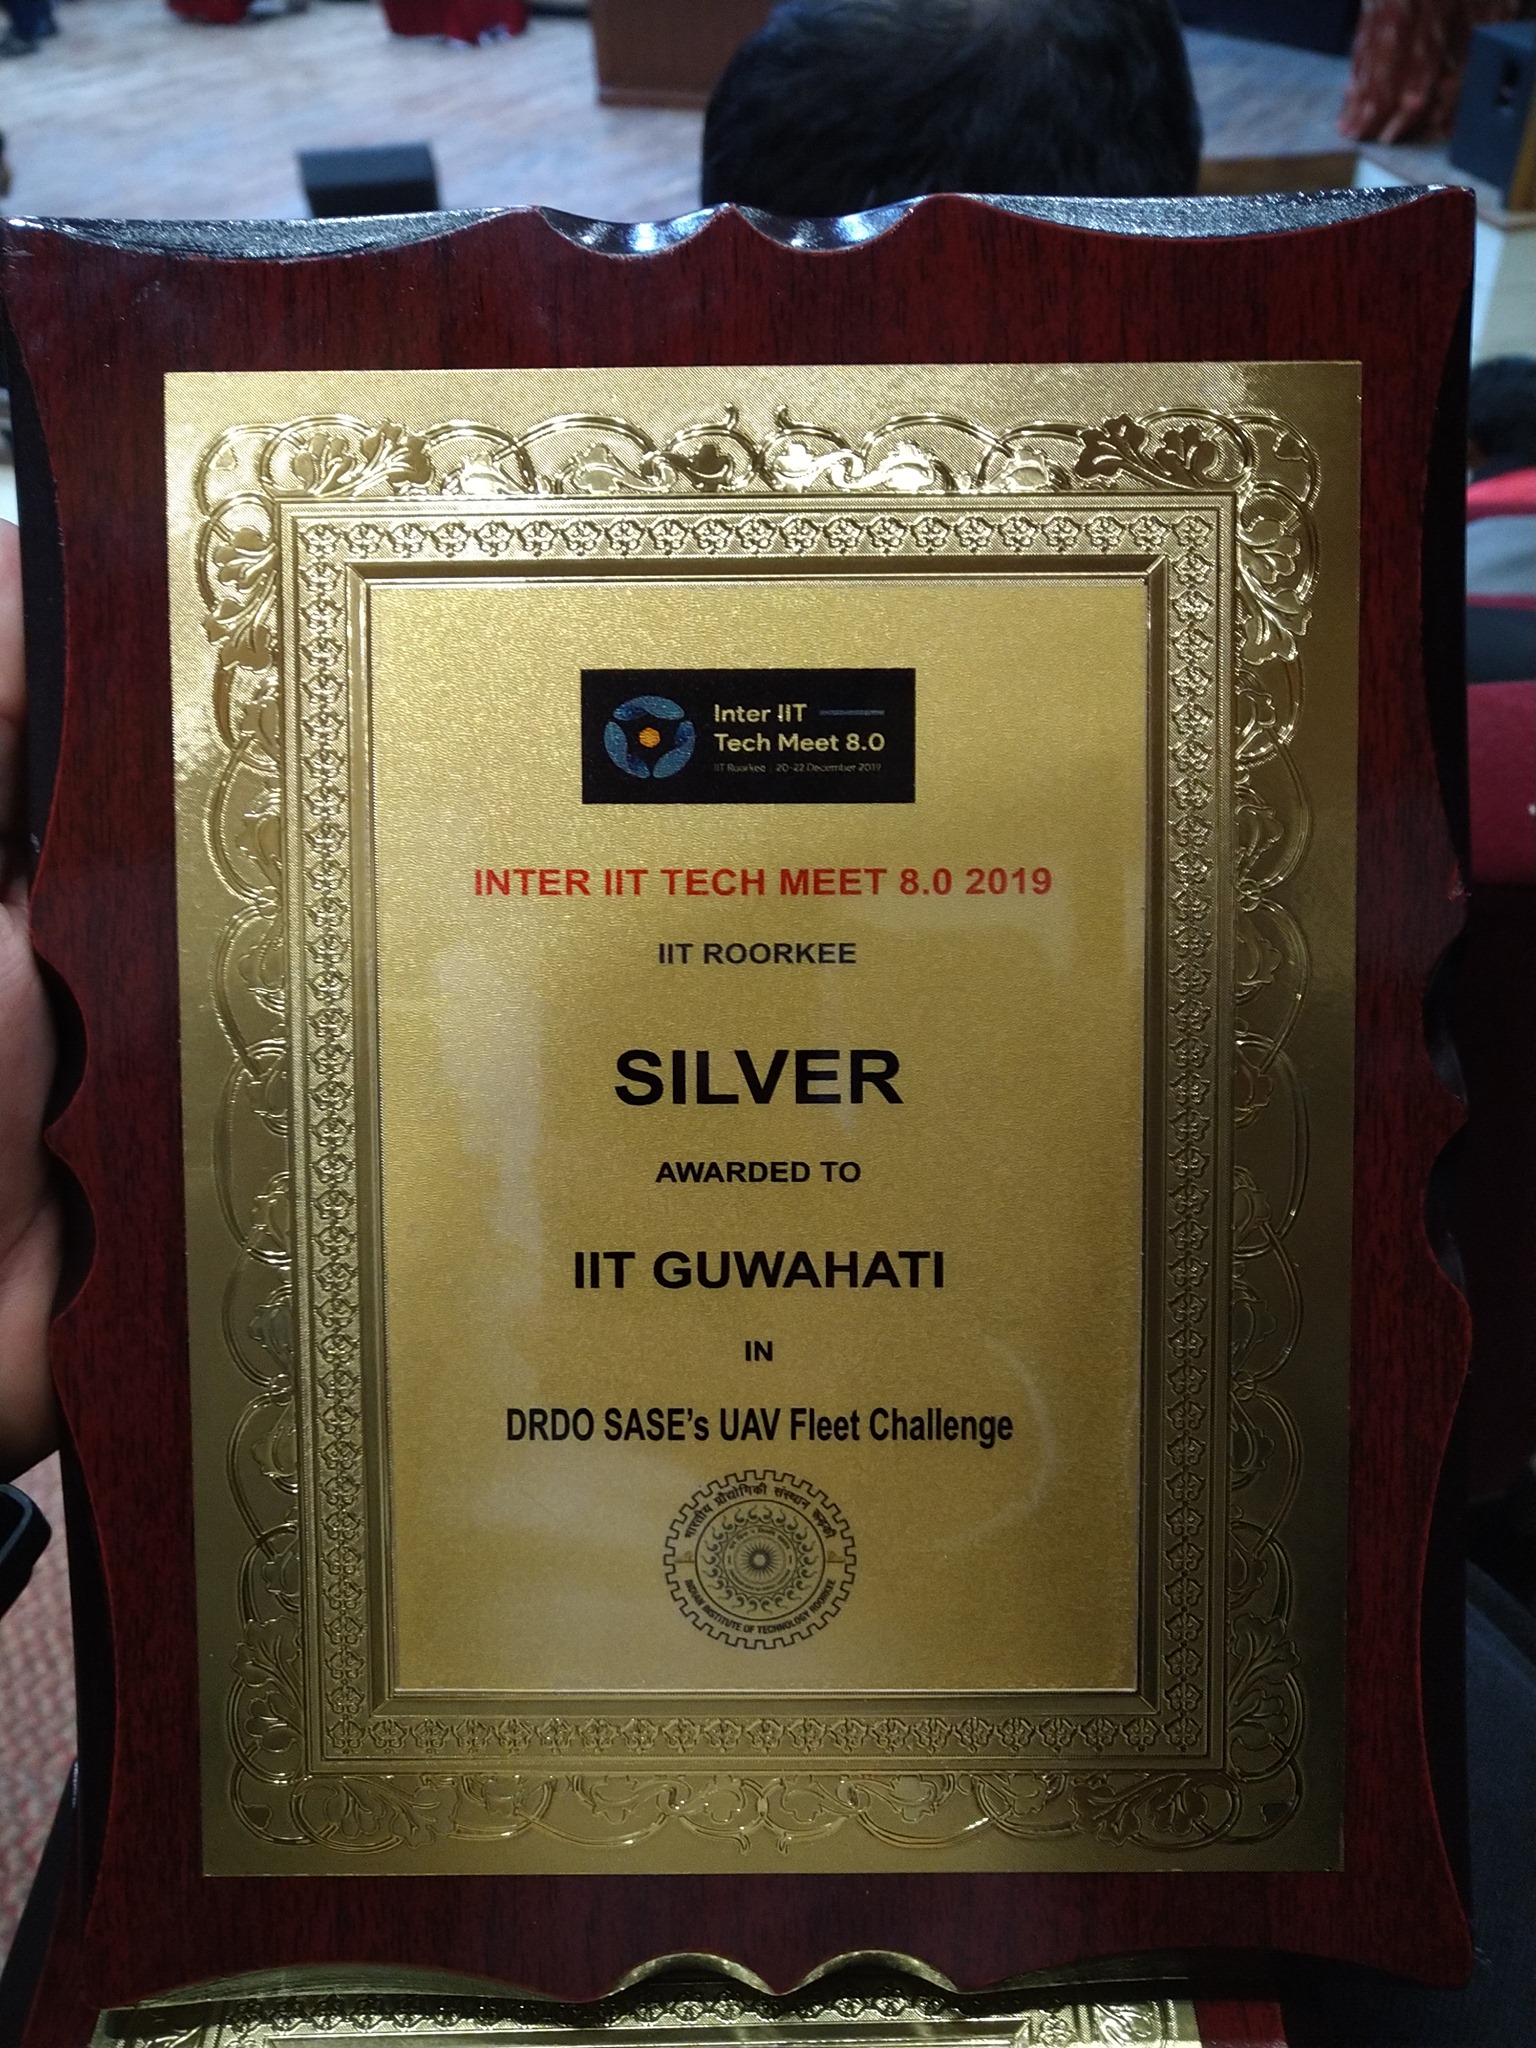 Inter IIT
Tech Meet 8.0
IIT Roorkee | 20-22 December 2019
INTER IIT TECH MEET 8.0 2019
IIT ROORKEE
SILVER
AWARDED TO
IIT GUWAHATI
IN
DRDO SASE's UAV Fleet Challenge
भारतीय प्रौद्योगिकी संस्थान रूड़की
INDIAN INSTITUTE OF TECHNOLOGY ROORKEE